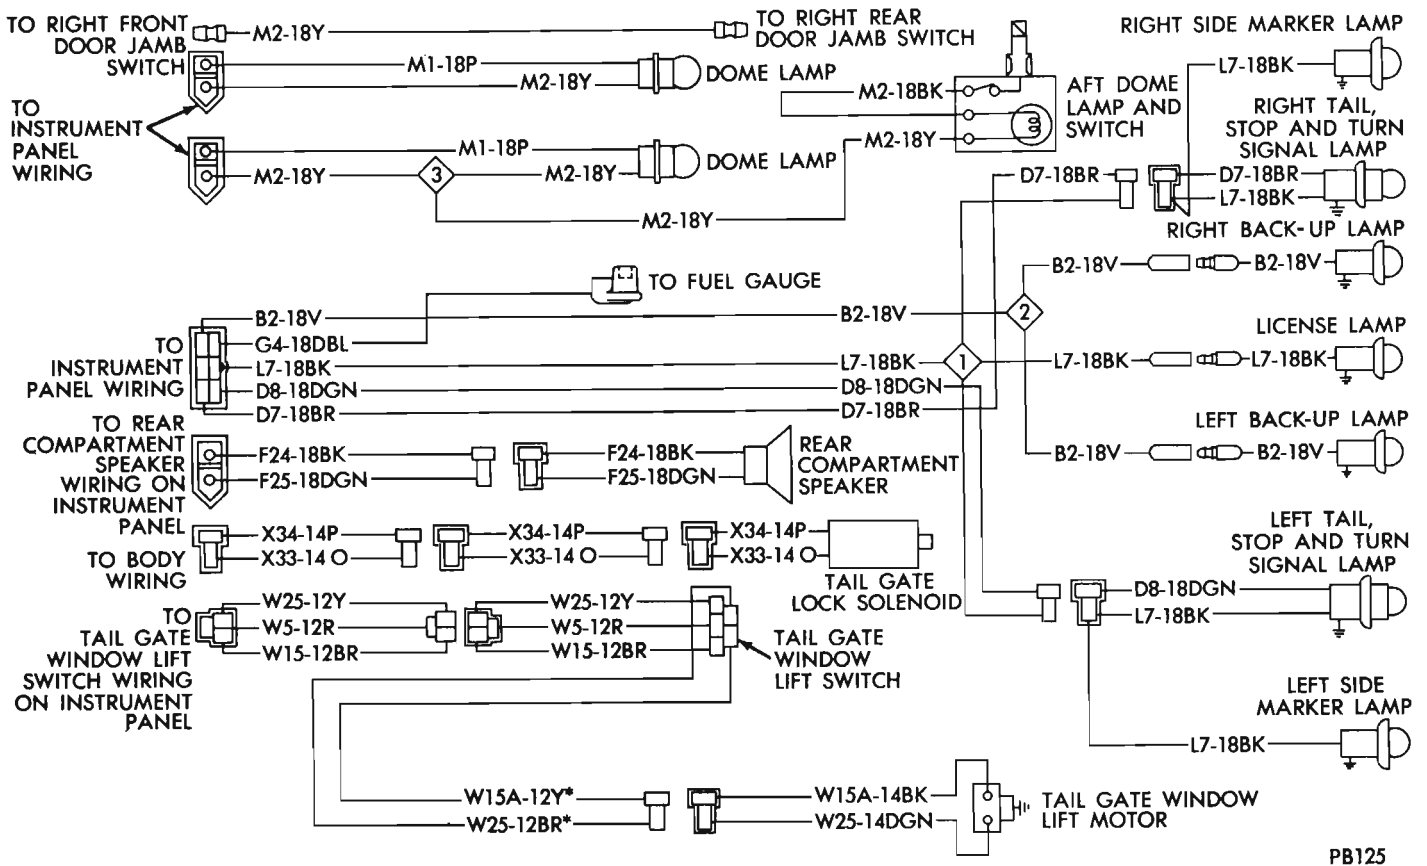 TO RIGHT FRONT
DOOR JAMB
SWITCH
M2-18Y
TO RIGHT REAR
DOOR JAMB SWITCH
M1-18P
M2-18Y
DOME LAMP
TO
INSTRUMENT
PANEL
WIRING
M1-18P
M2-18Y
3
M2-18Y
DOME LAMP
M2-18Y
M2-18BK
M2-18Y
AFT DOME
LAMP AND
SWITCH
RIGHT SIDE MARKER LAMP
L7-18BK
RIGHT TAIL,
STOP AND TURN
SIGNAL LAMP
D7-18BR
D7-18BR
L7-18BK
RIGHT BACK-UP LAMP
B2-18V
B2-18V
TO FUEL GAUGE
TO
INSTRUMENT
PANEL WIRING
B2-18V
B2-18V
2
G4-18DBL
L7-18BK
L7-18BK
1
L7-18BK
LICENSE LAMP
L7-18BK
D8-18DGN
D8-18DGN
D7-18BR
D7-18BR
LEFT BACK-UP LAMP
B2-18V
B2-18V
TO REAR
COMPARTMENT
SPEAKER
WIRING ON
INSTRUMENT
PANEL
F24-18BK
F25-18DGN
F24-18BK
F25-18DGN
REAR
COMPARTMENT
SPEAKER
TO BODY
WIRING
X34-14P
X33-14 O
X34-14P
X33-14 O
X34-14P
X33-14 O
TAIL GATE
LOCK SOLENOID
LEFT TAIL,
STOP AND TURN
SIGNAL LAMP
D8-18DGN
L7-18BK
TO
TAIL GATE
WINDOW LIFT
SWITCH WIRING
ON INSTRUMENT
PANEL
W25-12Y
W5-12R
W15-12BR
W25-12Y
W5-12R
W15-12BR
TAIL GATE
WINDOW
LIFT SWITCH
LEFT SIDE
MARKER LAMP
L7-18BK
W15A-12Y*
W25-12BR*
W15A-14BK
W25-14DGN
TAIL GATE WINDOW
LIFT MOTOR
PB125